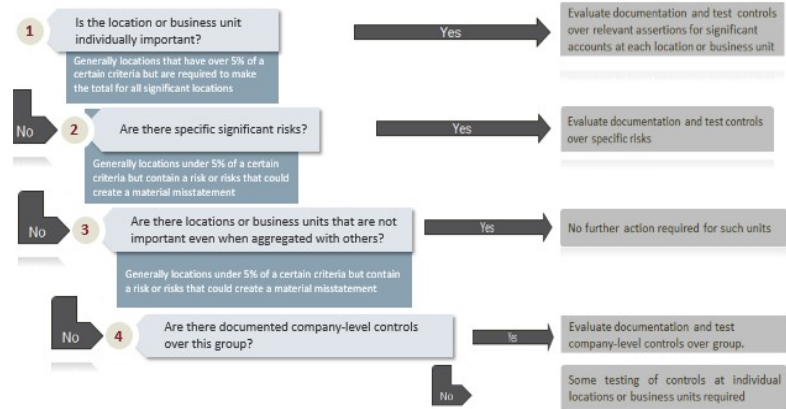 1
Is the location or business unit
individually important?
Generally locations that have over 5% of a
certain criteria but are required to make
the total for all significant locations
Yes
Evaluate documentation and test controls
over relevant assertions for significant
accounts at each location or business unit
No
2
Are there specific significant risks?
Generally locations under 5% of a certain
criteria but contain a risk or risks that could
create a material misstatement
Yes
Evaluate documentation and test controls
over specific risks
No
3
Are there locations or business units that are not
important even when aggregated with others?
Generally locations under 5% of a certain criteria but contain
a risk or risks that could create a material misstatement
Yes
No further action required for such units
No
4
Are there documented company-level controls
over this group?
Yes
Evaluate documentation and test
company-level controls over group.
No
Some testing of controls at individual
locations or business units required